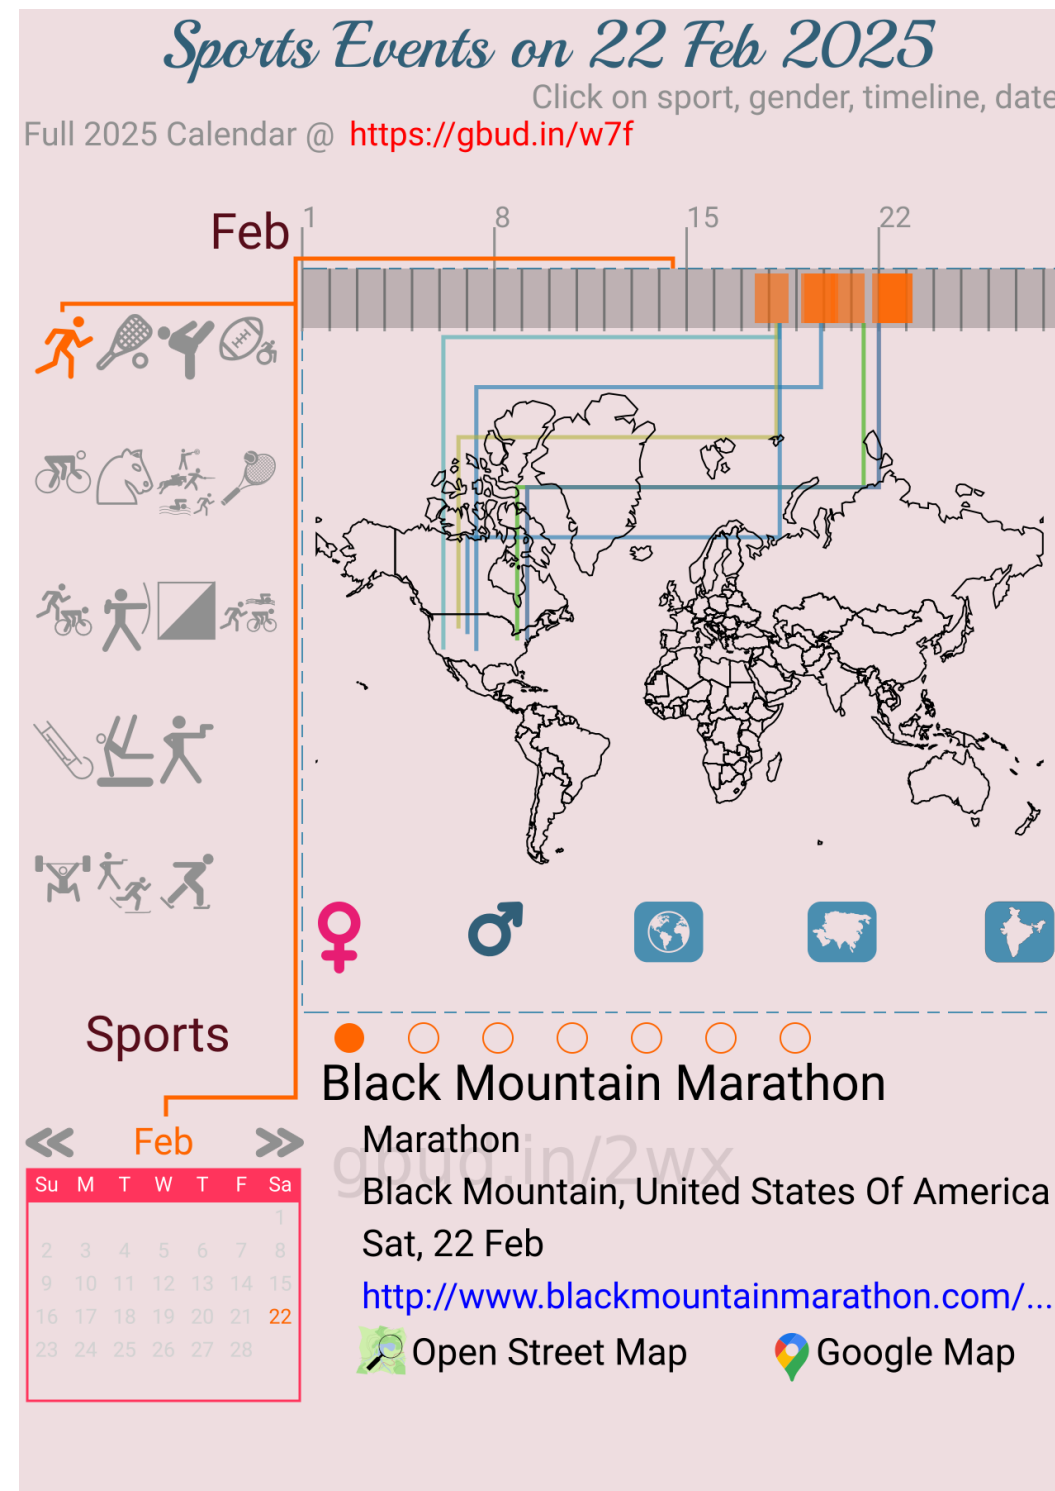 Sports Events on 22 Feb 2025
Click on sport, gender, timeline, date
Full 2025 Calendar @ https://gbud.in/w7f
Feb
1 8 15 22
Sports
Black Mountain Marathon
Marathon
gbud.in/2wx
Black Mountain, United States Of America
Sat, 22 Feb
http://www.blackmountainmarathon.com/...
Open Street Map Google Map
Feb
Su M T W T F Sa
1
2 3 4 5 6 7 8
9 10 11 12 13 14 15
16 17 18 19 20 21 22
23 24 25 26 27 28